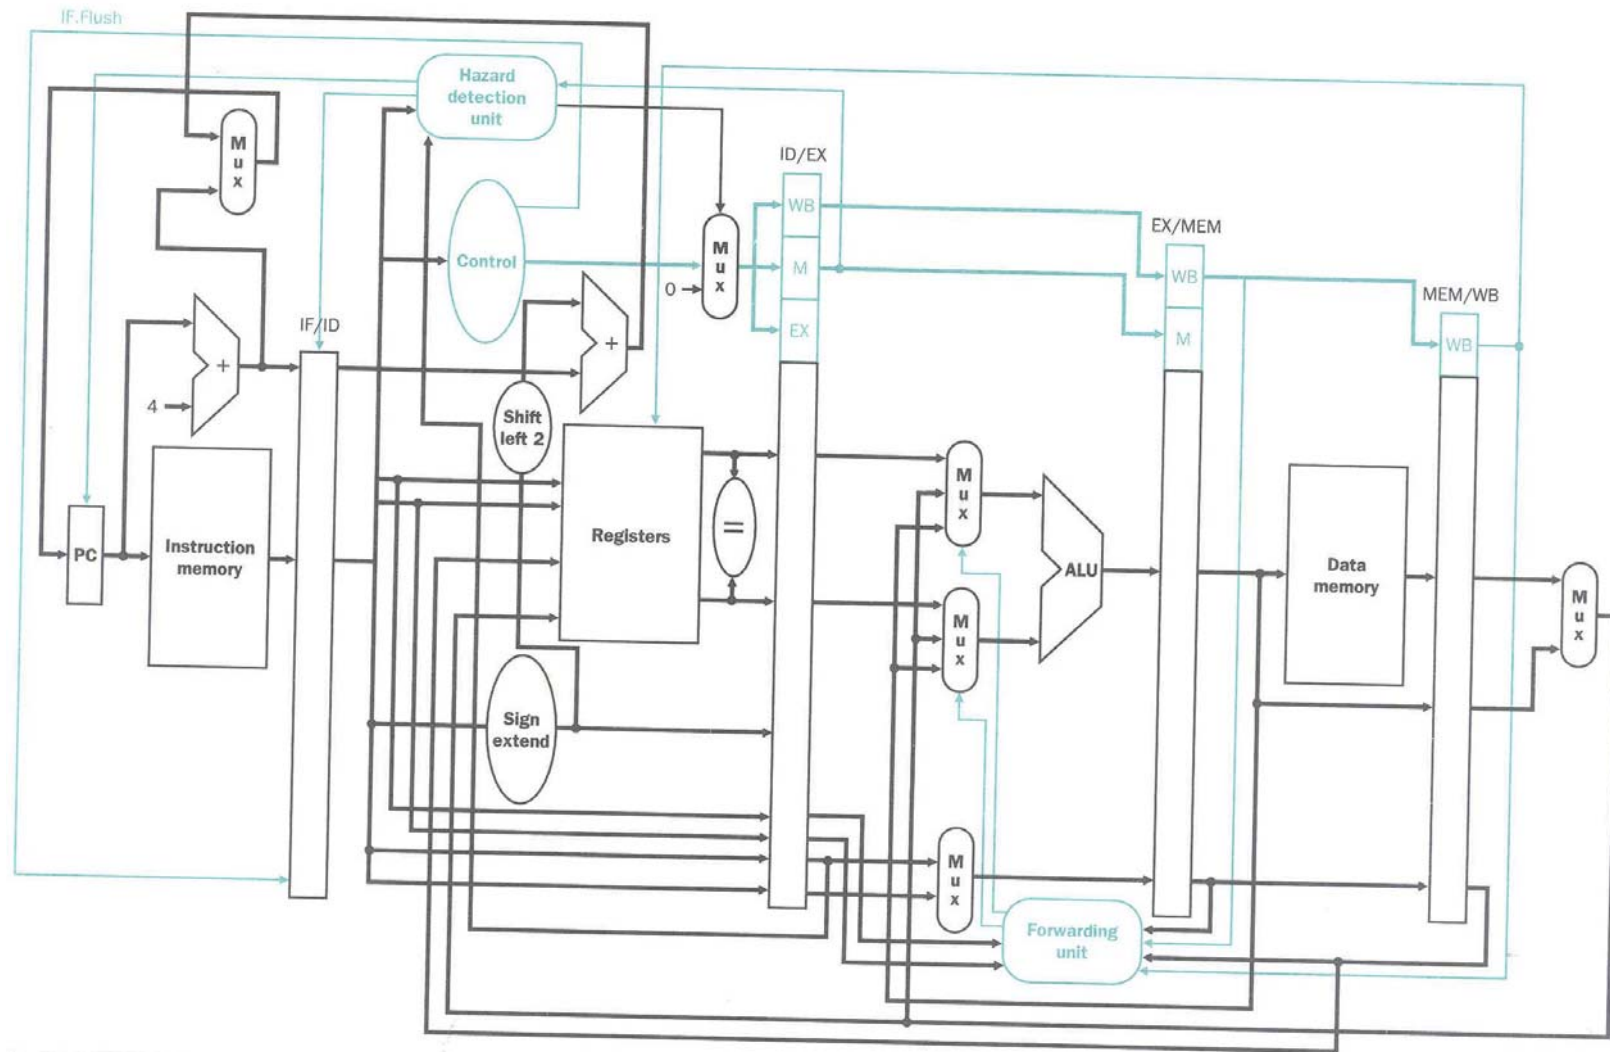 IF.Flush
Hazard
detection
unit
M
u
x
ID/EX
WB
EX/MEM
M
u
x
Control
M
WB
0
MEM/WB
IF/ID
+
EX
M
WB
+
4
Shift
left 2
M
u
x
Instruction
memory
PC
Registers
=
ALU
Data
memory
M
u
x
M
u
x
Sign
extend
M
u
x
Forwarding
unit